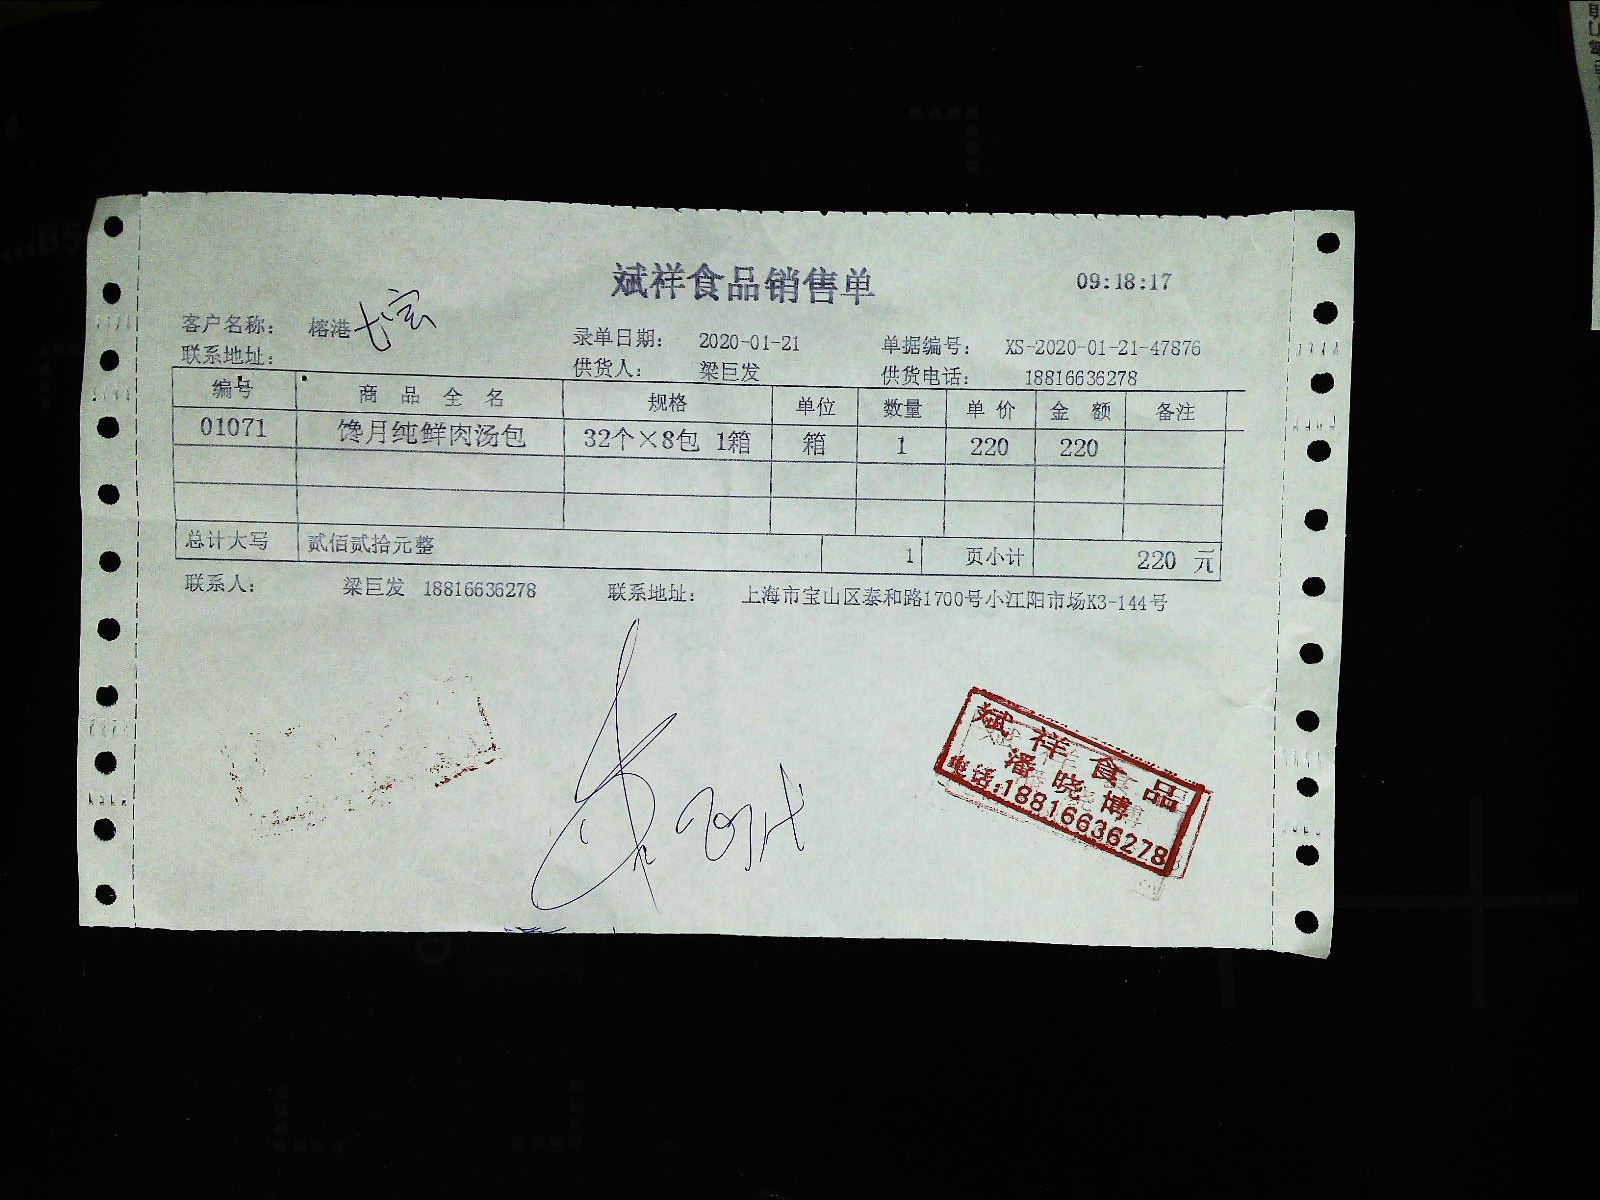 斌祥食品销售单 09:18:17
客户名称： 榕港 录单日期： 2020-01-21 单据编号： XS-2020-01-21-47876
联系地址： 供货人： 梁巨发 供货电话： 18816636278
编号 商品全名 规格 单位 数量 单价 金额 备注
01071 馋月纯鲜肉汤包 32个×8包 1箱 箱 1 220 220
总计大写 贰佰贰拾元整 1 页小计 220 元
联系人： 梁巨发 18816636278 联系地址： 上海市宝山区泰和路1700号小江阳市场K3-144号
斌祥食品
潘晓博
电话:18816636278